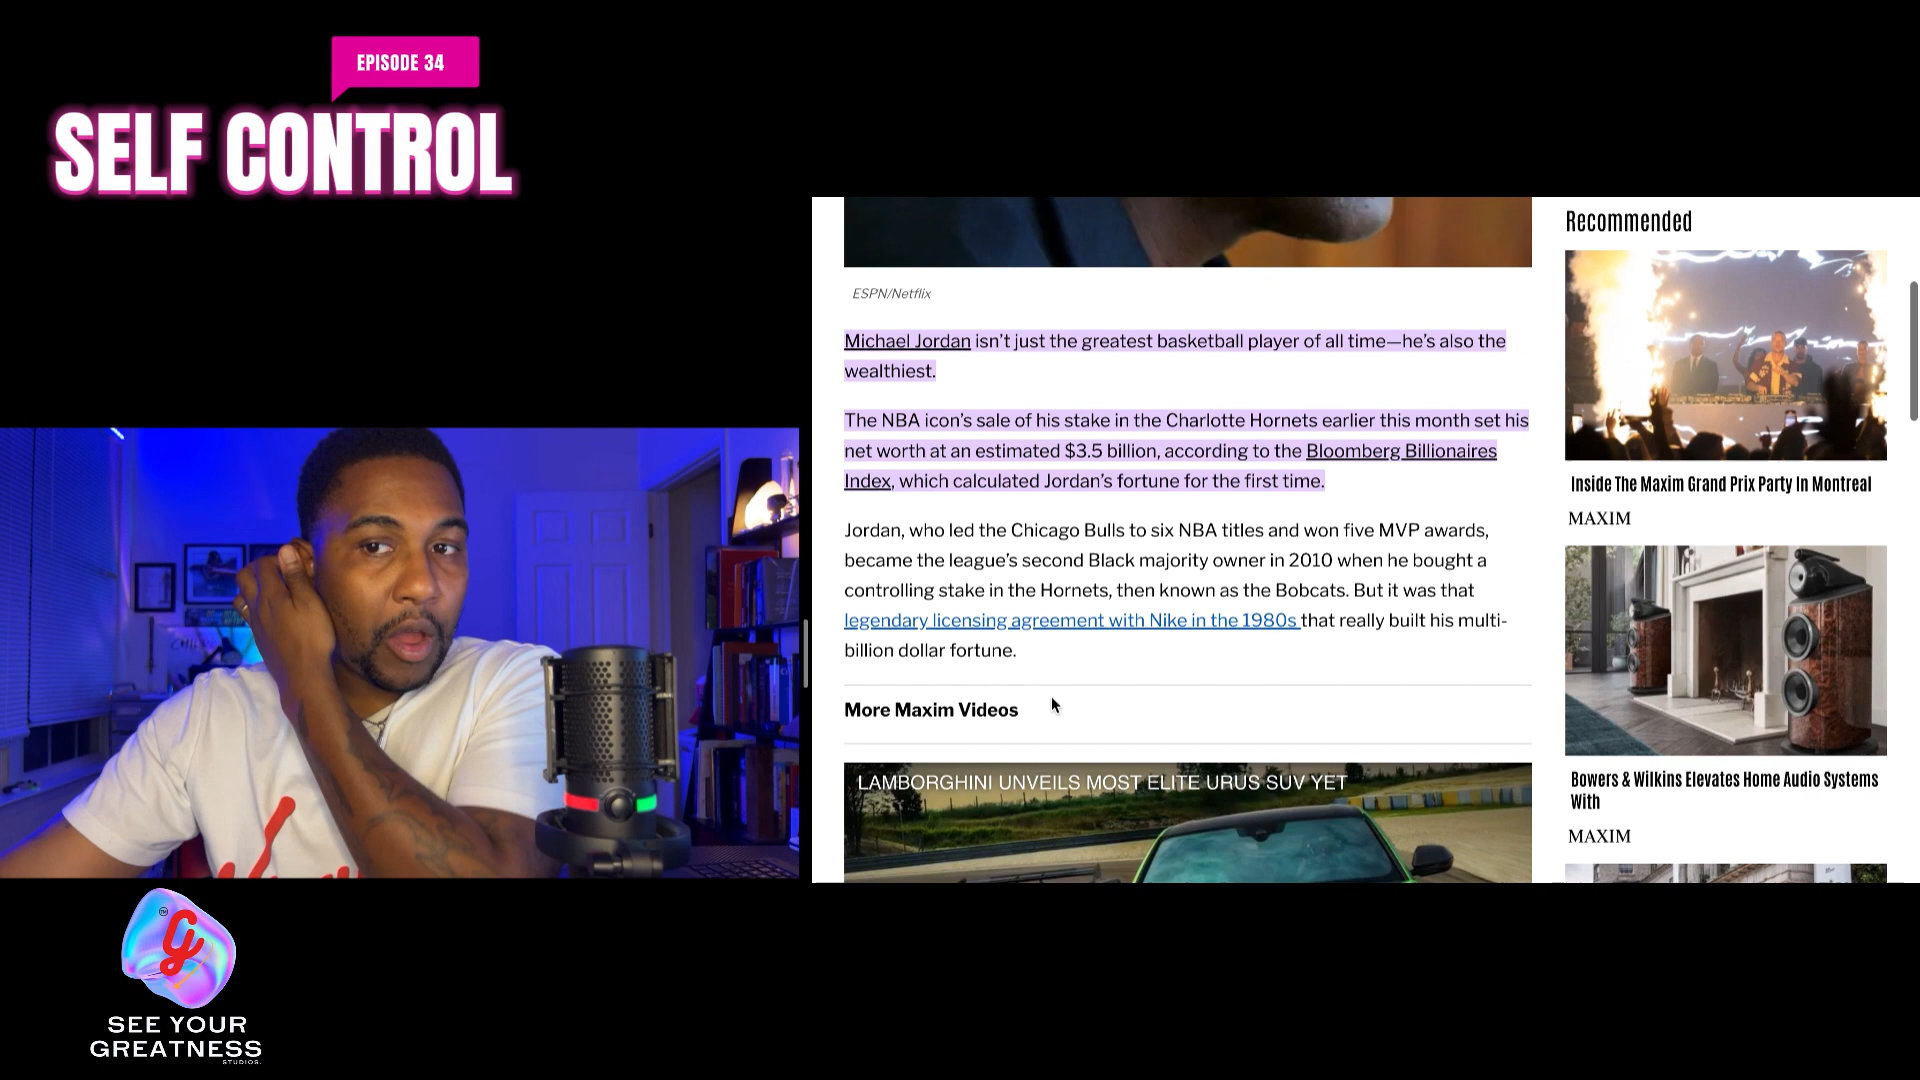 EPISODE 34
SELF CONTROL
ESPN/Netflix
Michael Jordan isn’t just the greatest basketball player of all time—he’s also the
wealthiest.
The NBA icon’s sale of his stake in the Charlotte Hornets earlier this month set his
net worth at an estimated $3.5 billion, according to the Bloomberg Billionaires
Index, which calculated Jordan’s fortune for the first time.
Jordan, who led the Chicago Bulls to six NBA titles and won five MVP awards,
became the league’s second Black majority owner in 2010 when he bought a
controlling stake in the Hornets, then known as the Bobcats. But it was that
legendary licensing agreement with Nike in the 1980s that really built his multi-
billion dollar fortune.
More Maxim Videos
LAMBORGHINI UNVEILS MOST ELITE URUS SUV YET
Recommended
Inside The Maxim Grand Prix Party In Montreal
MAXIM
Bowers & Wilkins Elevates Home Audio Systems
With
MAXIM
TM
G
SEE YOUR
GREATNESS
STUDIOS.